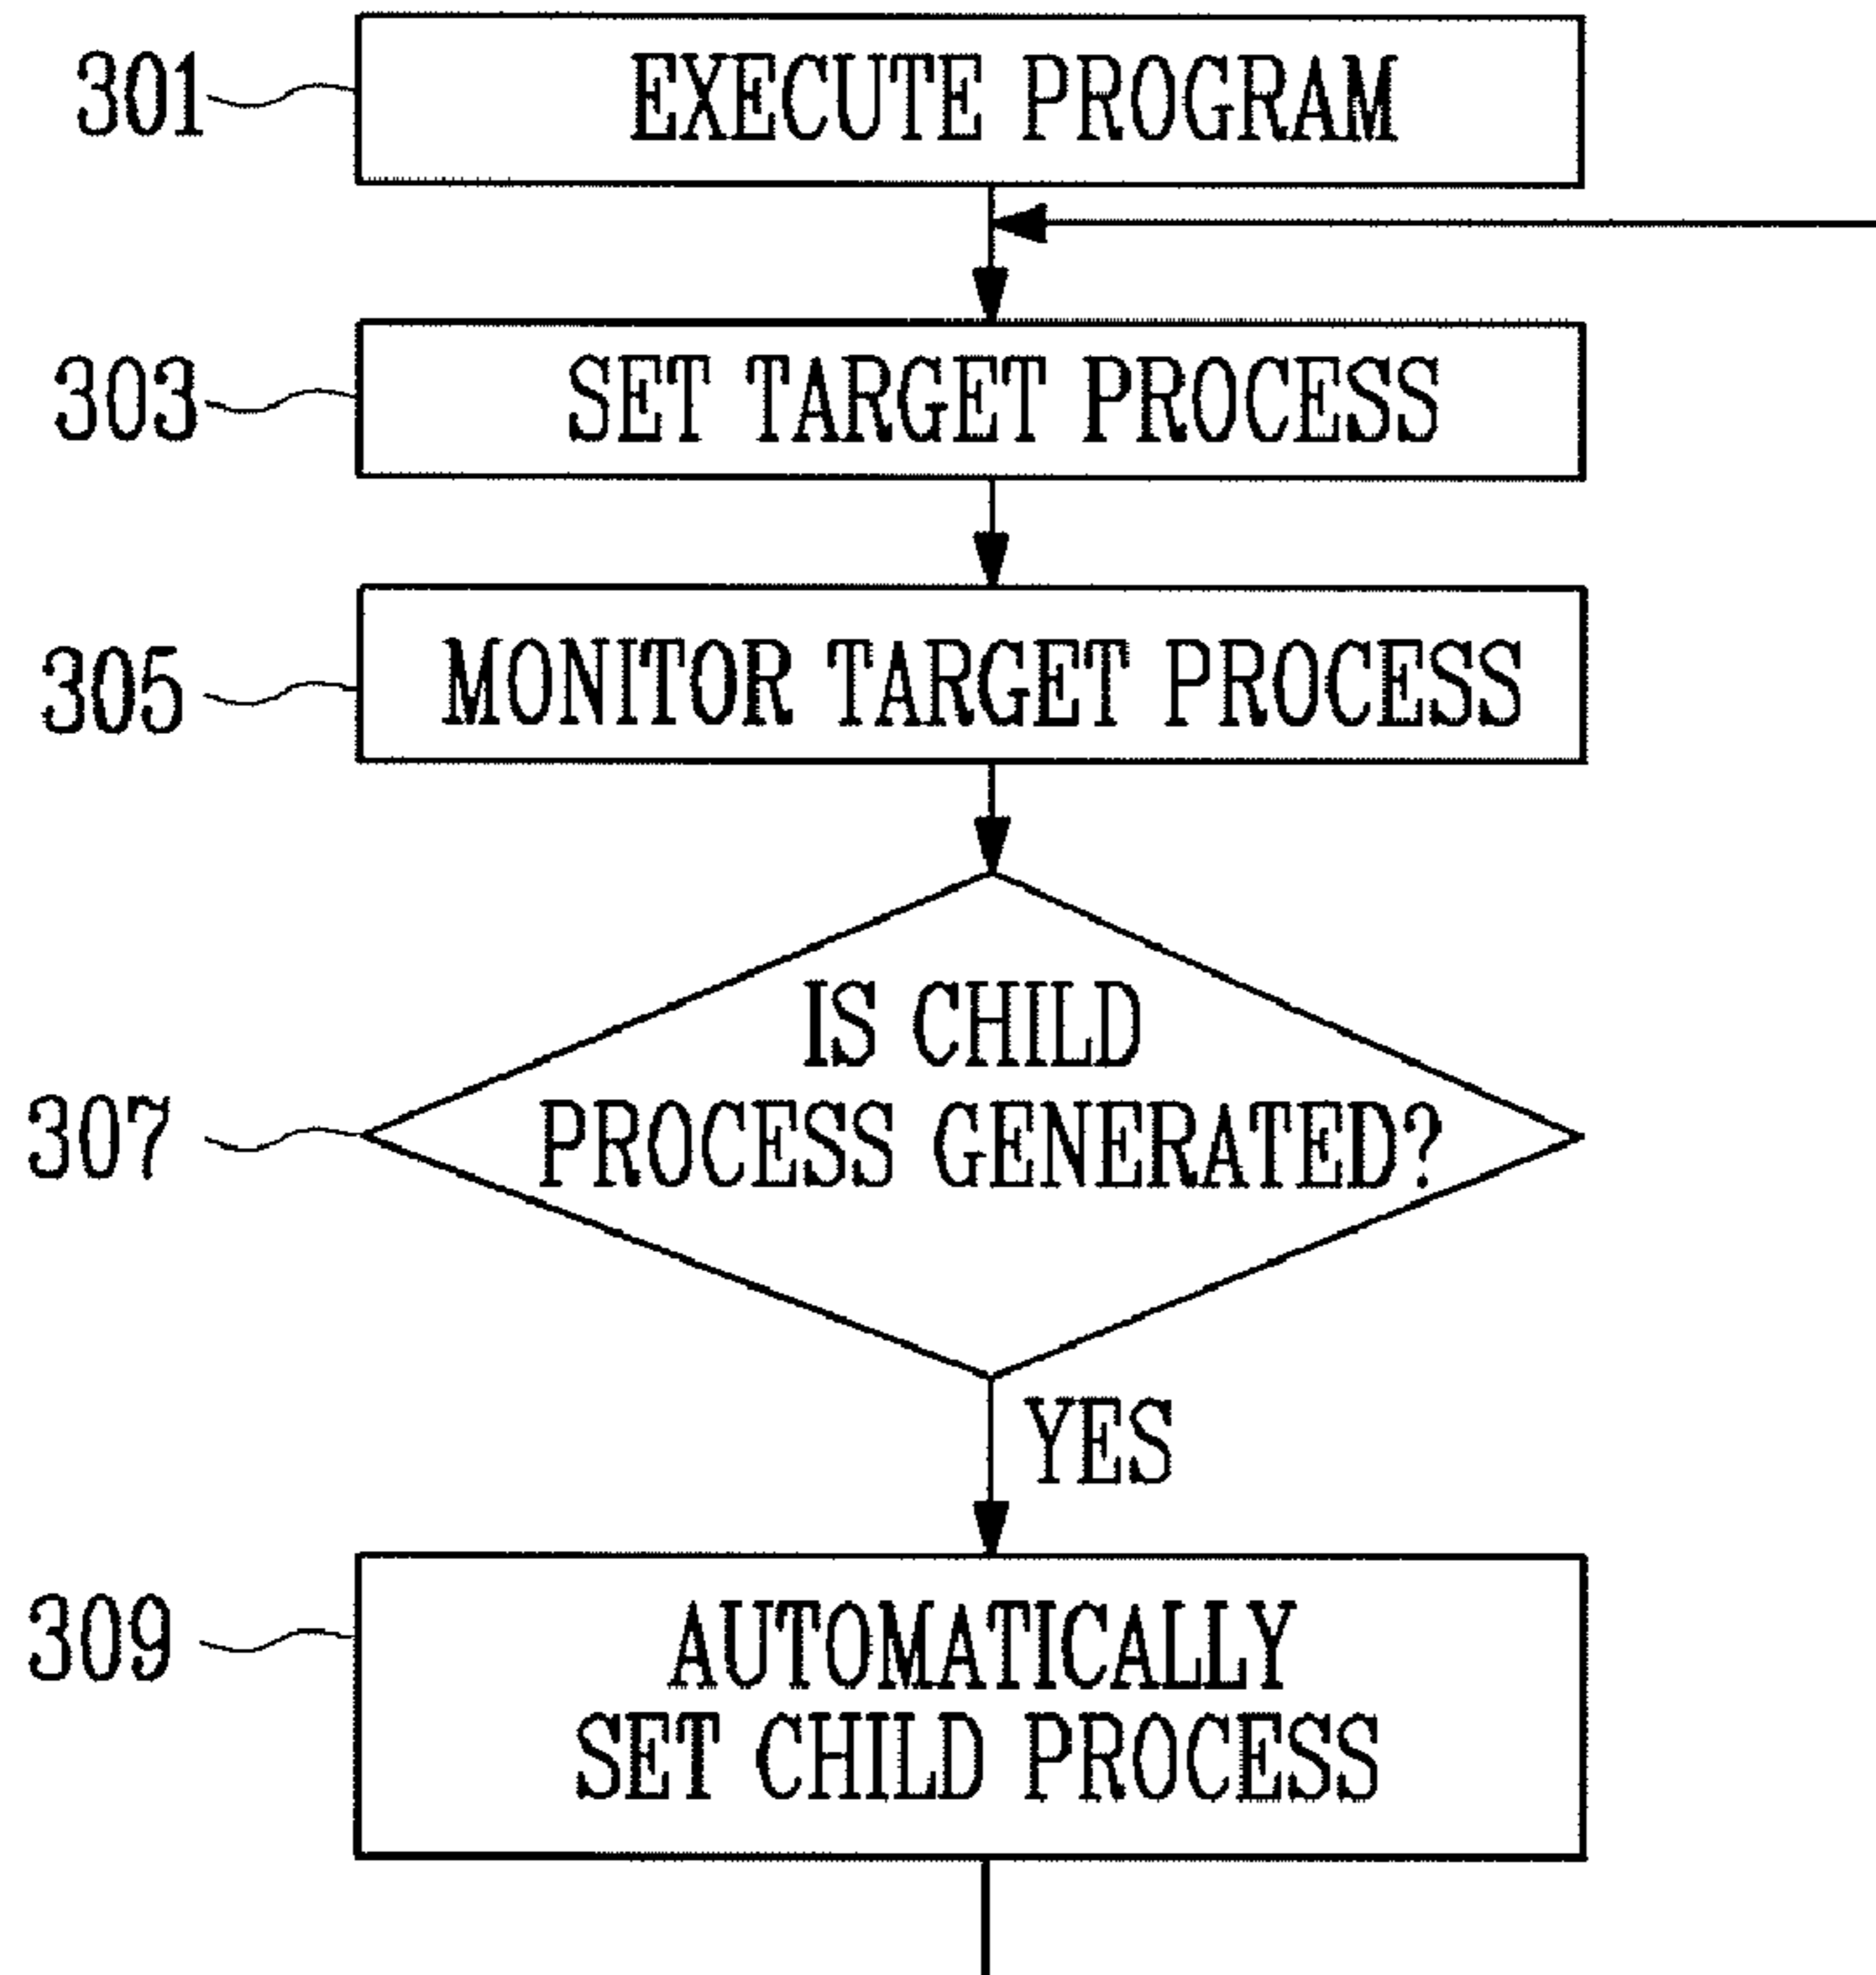 301
EXECUTE PROGRAM
303
SET TARGET PROCESS
305
MONITOR TARGET PROCESS
IS CHILD
307
PROCESS GENERATED?
YES
309
AUTOMATICALLY
SET CHILD PROCESS